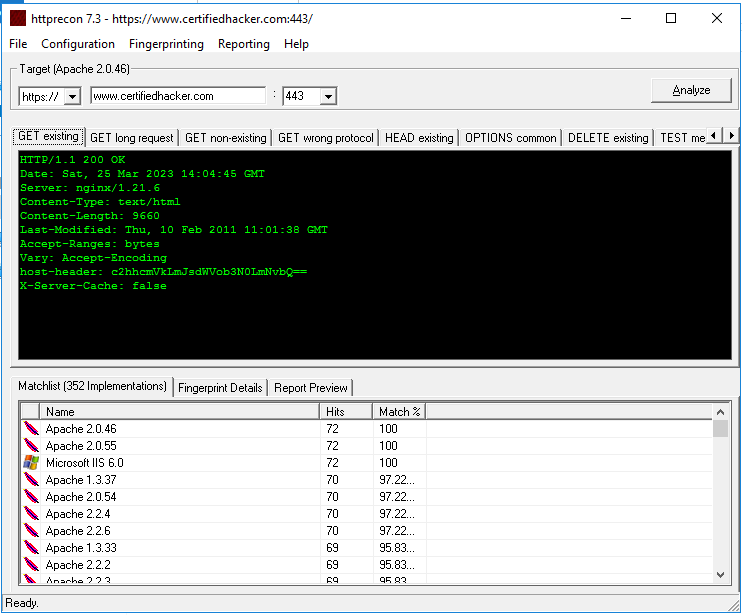 httprecon 7.3 - https://www.certifiedhacker.com:443/
File Configuration Fingerprinting Reporting Help
Target (Apache 2.0.46)
https:// www.certifiedhacker.com : 443 Analyze
GET existing GET long request GET non-existing GET wrong protocol HEAD existing OPTIONS common DELETE existing TEST me
HTTP/1.1 200 OK
Date: Sat, 25 Mar 2023 14:04:45 GMT
Server: nginx/1.21.6
Content-Type: text/html
Content-Length: 9660
Last-Modified: Thu, 10 Feb 2011 11:01:38 GMT
Accept-Ranges: bytes
Vary: Accept-Encoding
host-header: c2hhcmVkLmJsdWVob3N0LmNvbQ==
X-Server-Cache: false
Matchlist (352 Implementations) Fingerprint Details Report Preview
Name Hits Match %
Apache 2.0.46 72 100
Apache 2.0.55 72 100
Microsoft IIS 6.0 72 100
Apache 1.3.37 70 97.22...
Apache 2.0.54 70 97.22...
Apache 2.2.4 70 97.22...
Apache 2.2.6 70 97.22...
Apache 1.3.33 69 95.83...
Apache 2.2.2 69 95.83...
Apache 2.2.3 69 95.83...
Ready.